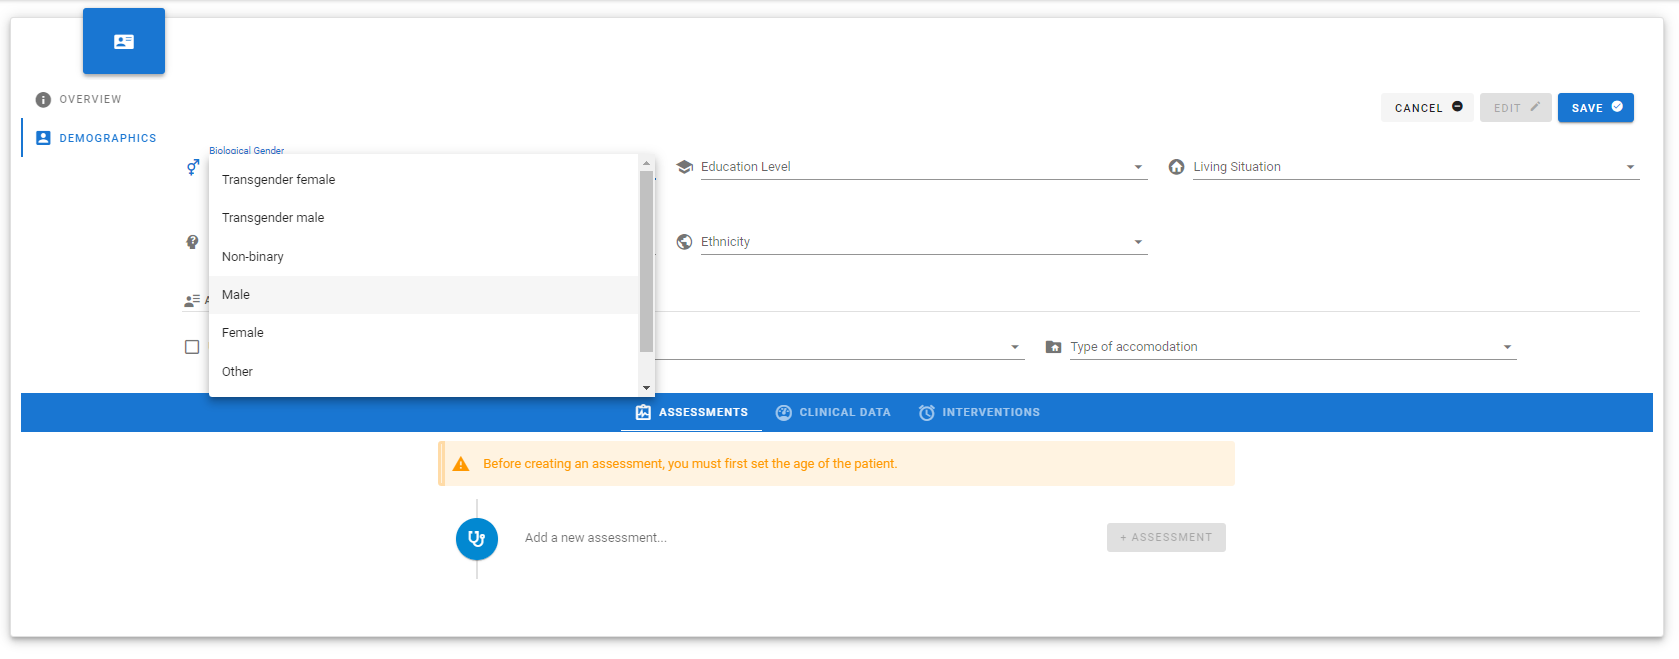 OVERVIEW
DEMOGRAPHICS
CANCEL
EDIT
SAVE
Biological Gender
Transgender female
Transgender male
Non-binary
Male
Female
Other
Education Level
Living Situation
Ethnicity
Type of accomodation
ASSESSMENTS
CLINICAL DATA
INTERVENTIONS
Before creating an assessment, you must first set the age of the patient.
Add a new assessment...
+ ASSESSMENT